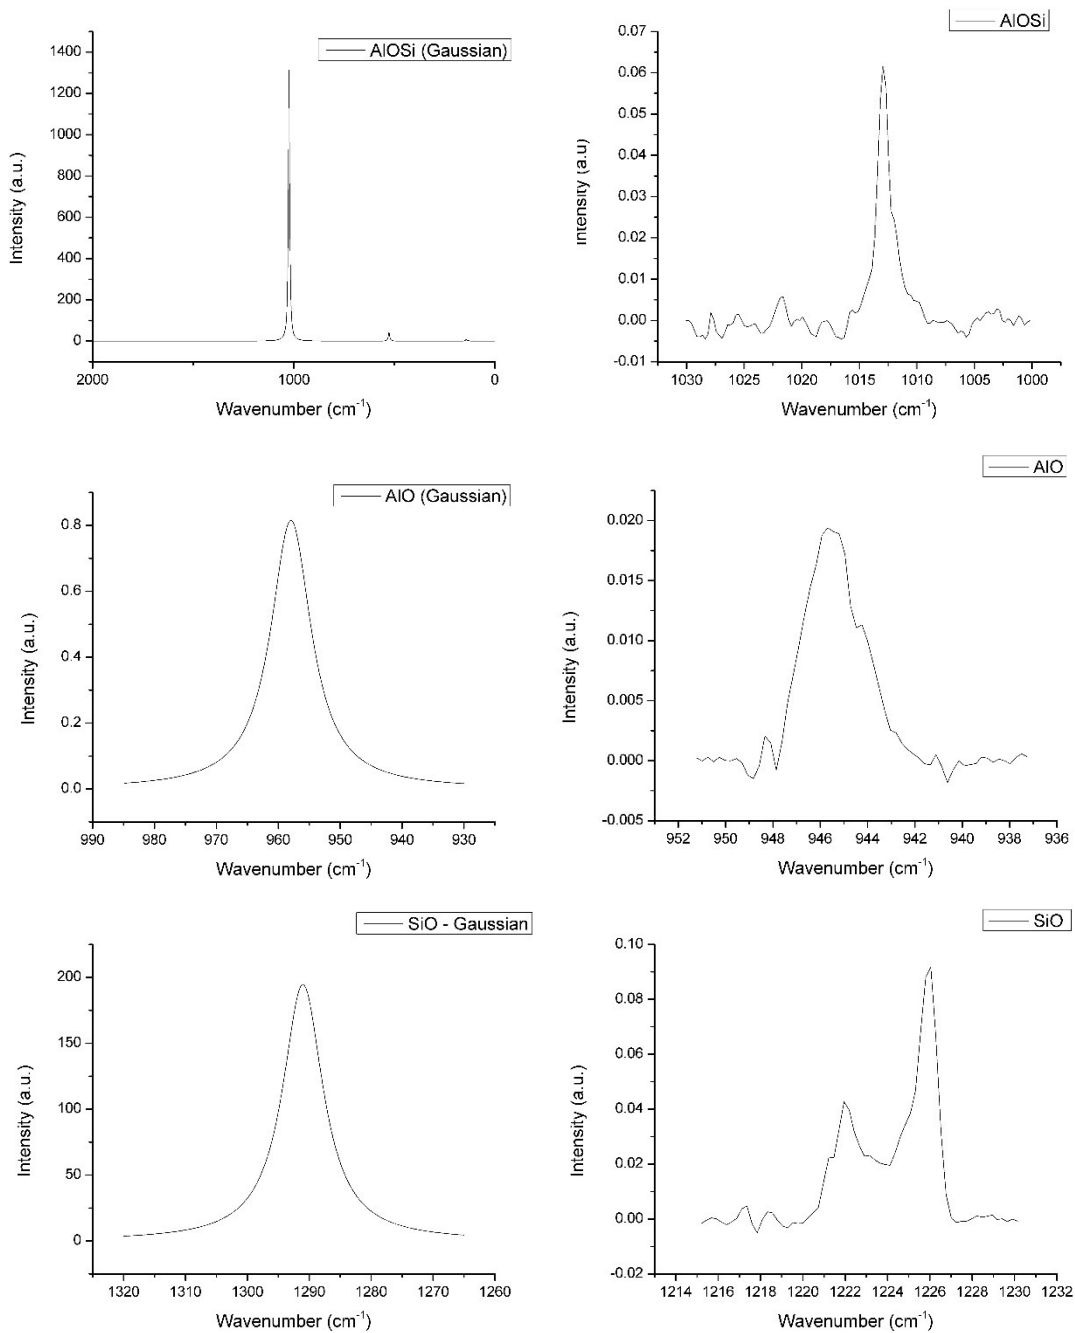 AlOSi (Gaussian)
1400
1200
1000
800
600
400
200
0
Intensity (a.u.)
2000 1000 0
Wavenumber (cm-1)
AlOSi
0.07
0.06
0.05
0.04
0.03
0.02
0.01
0.00
-0.01
Intensity (a.u)
1030 1025 1020 1015 1010 1005 1000
Wavenumber (cm-1)
AlO (Gaussian)
0.8
0.6
0.4
0.2
0.0
Intensity (a.u.)
990 980 970 960 950 940 930
Wavenumber (cm-1)
AlO
0.020
0.015
0.010
0.005
0.000
-0.005
Intensity (a.u.)
952 950 948 946 944 942 940 938 936
Wavenumber (cm-1)
SiO - Gaussian
200
150
100
50
0
Intensity (a.u.)
1320 1310 1300 1290 1280 1270 1260
Wavenumber (cm-1)
SiO
0.10
0.08
0.06
0.04
0.02
0.00
-0.02
Intensity (a.u.)
1214 1216 1218 1220 1222 1224 1226 1228 1230 1232
Wavenumber (cm-1)